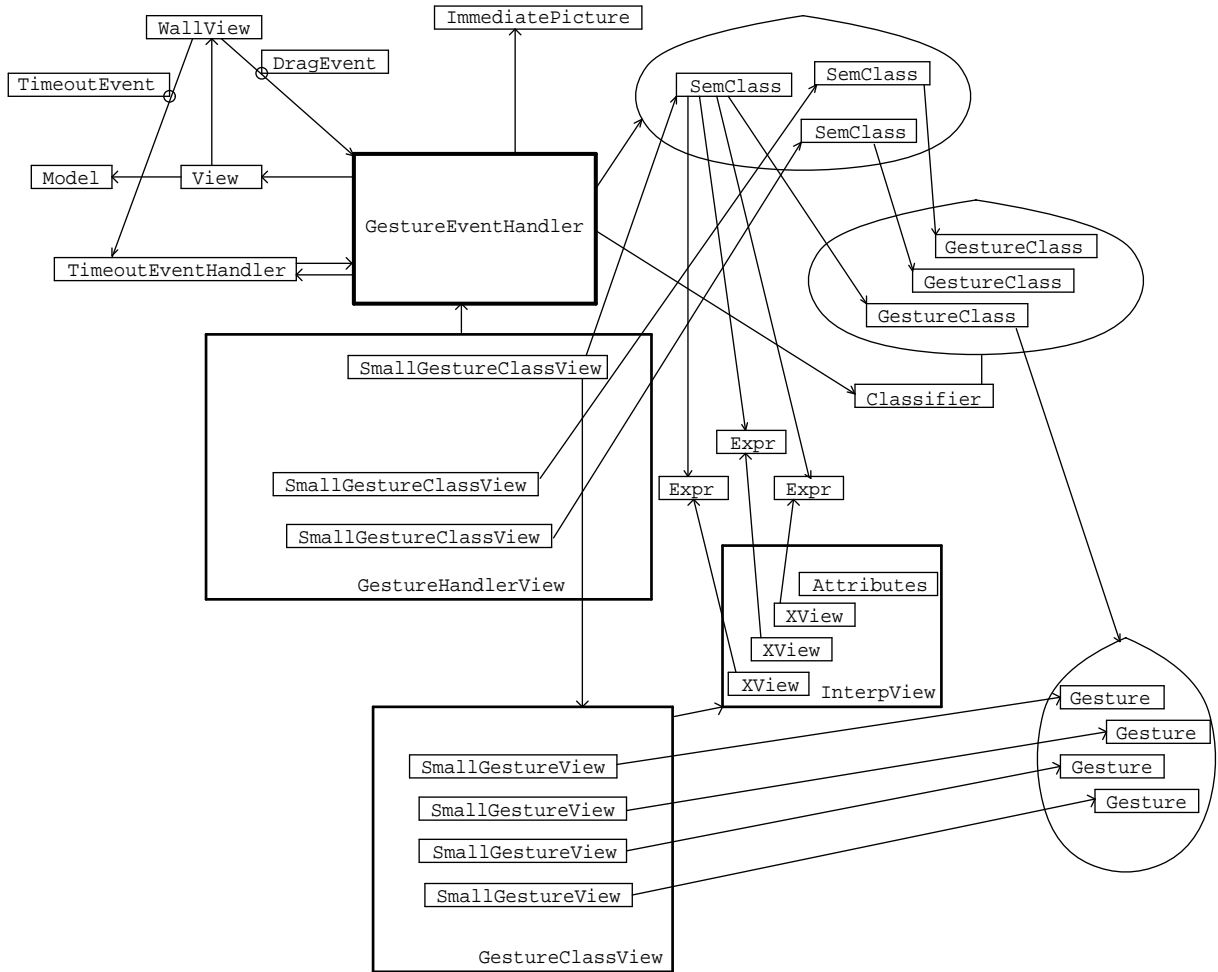 ImmediatePicture
WallView
DragEvent
TimeoutEvent
SemClass
SemClass
SemClass
Model
View
GestureEventHandler
TimeoutEventHandler
GestureClass
GestureClass
GestureClass
Classifier
SmallGestureClassView
SmallGestureClassView
SmallGestureClassView
GestureHandlerView
Expr
Expr
Expr
Attributes
XView
XView
XView
InterpView
Gesture
Gesture
Gesture
Gesture
SmallGestureView
SmallGestureView
SmallGestureView
SmallGestureView
GestureClassView